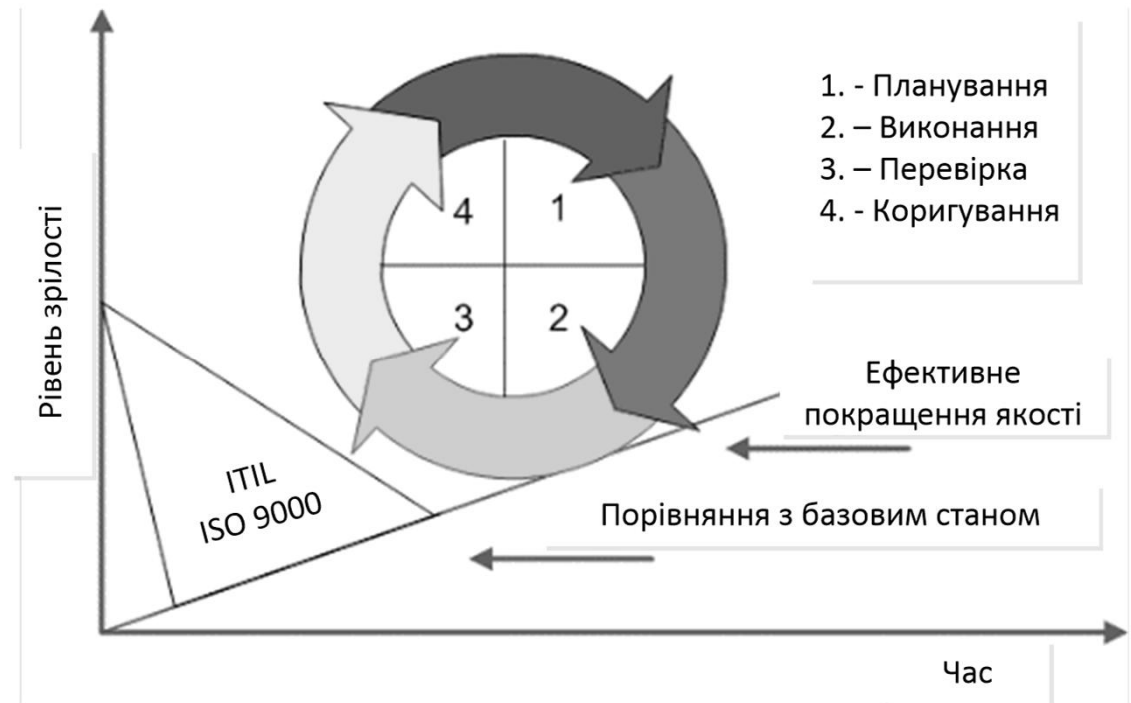 1. - Планування
2. – Виконання
3. – Перевірка
4. - Коригування
Рівень зрілості
4
1
3
2
Ефективне
покращення якості
ITIL
ISO 9000
Порівняння з базовим станом
Час